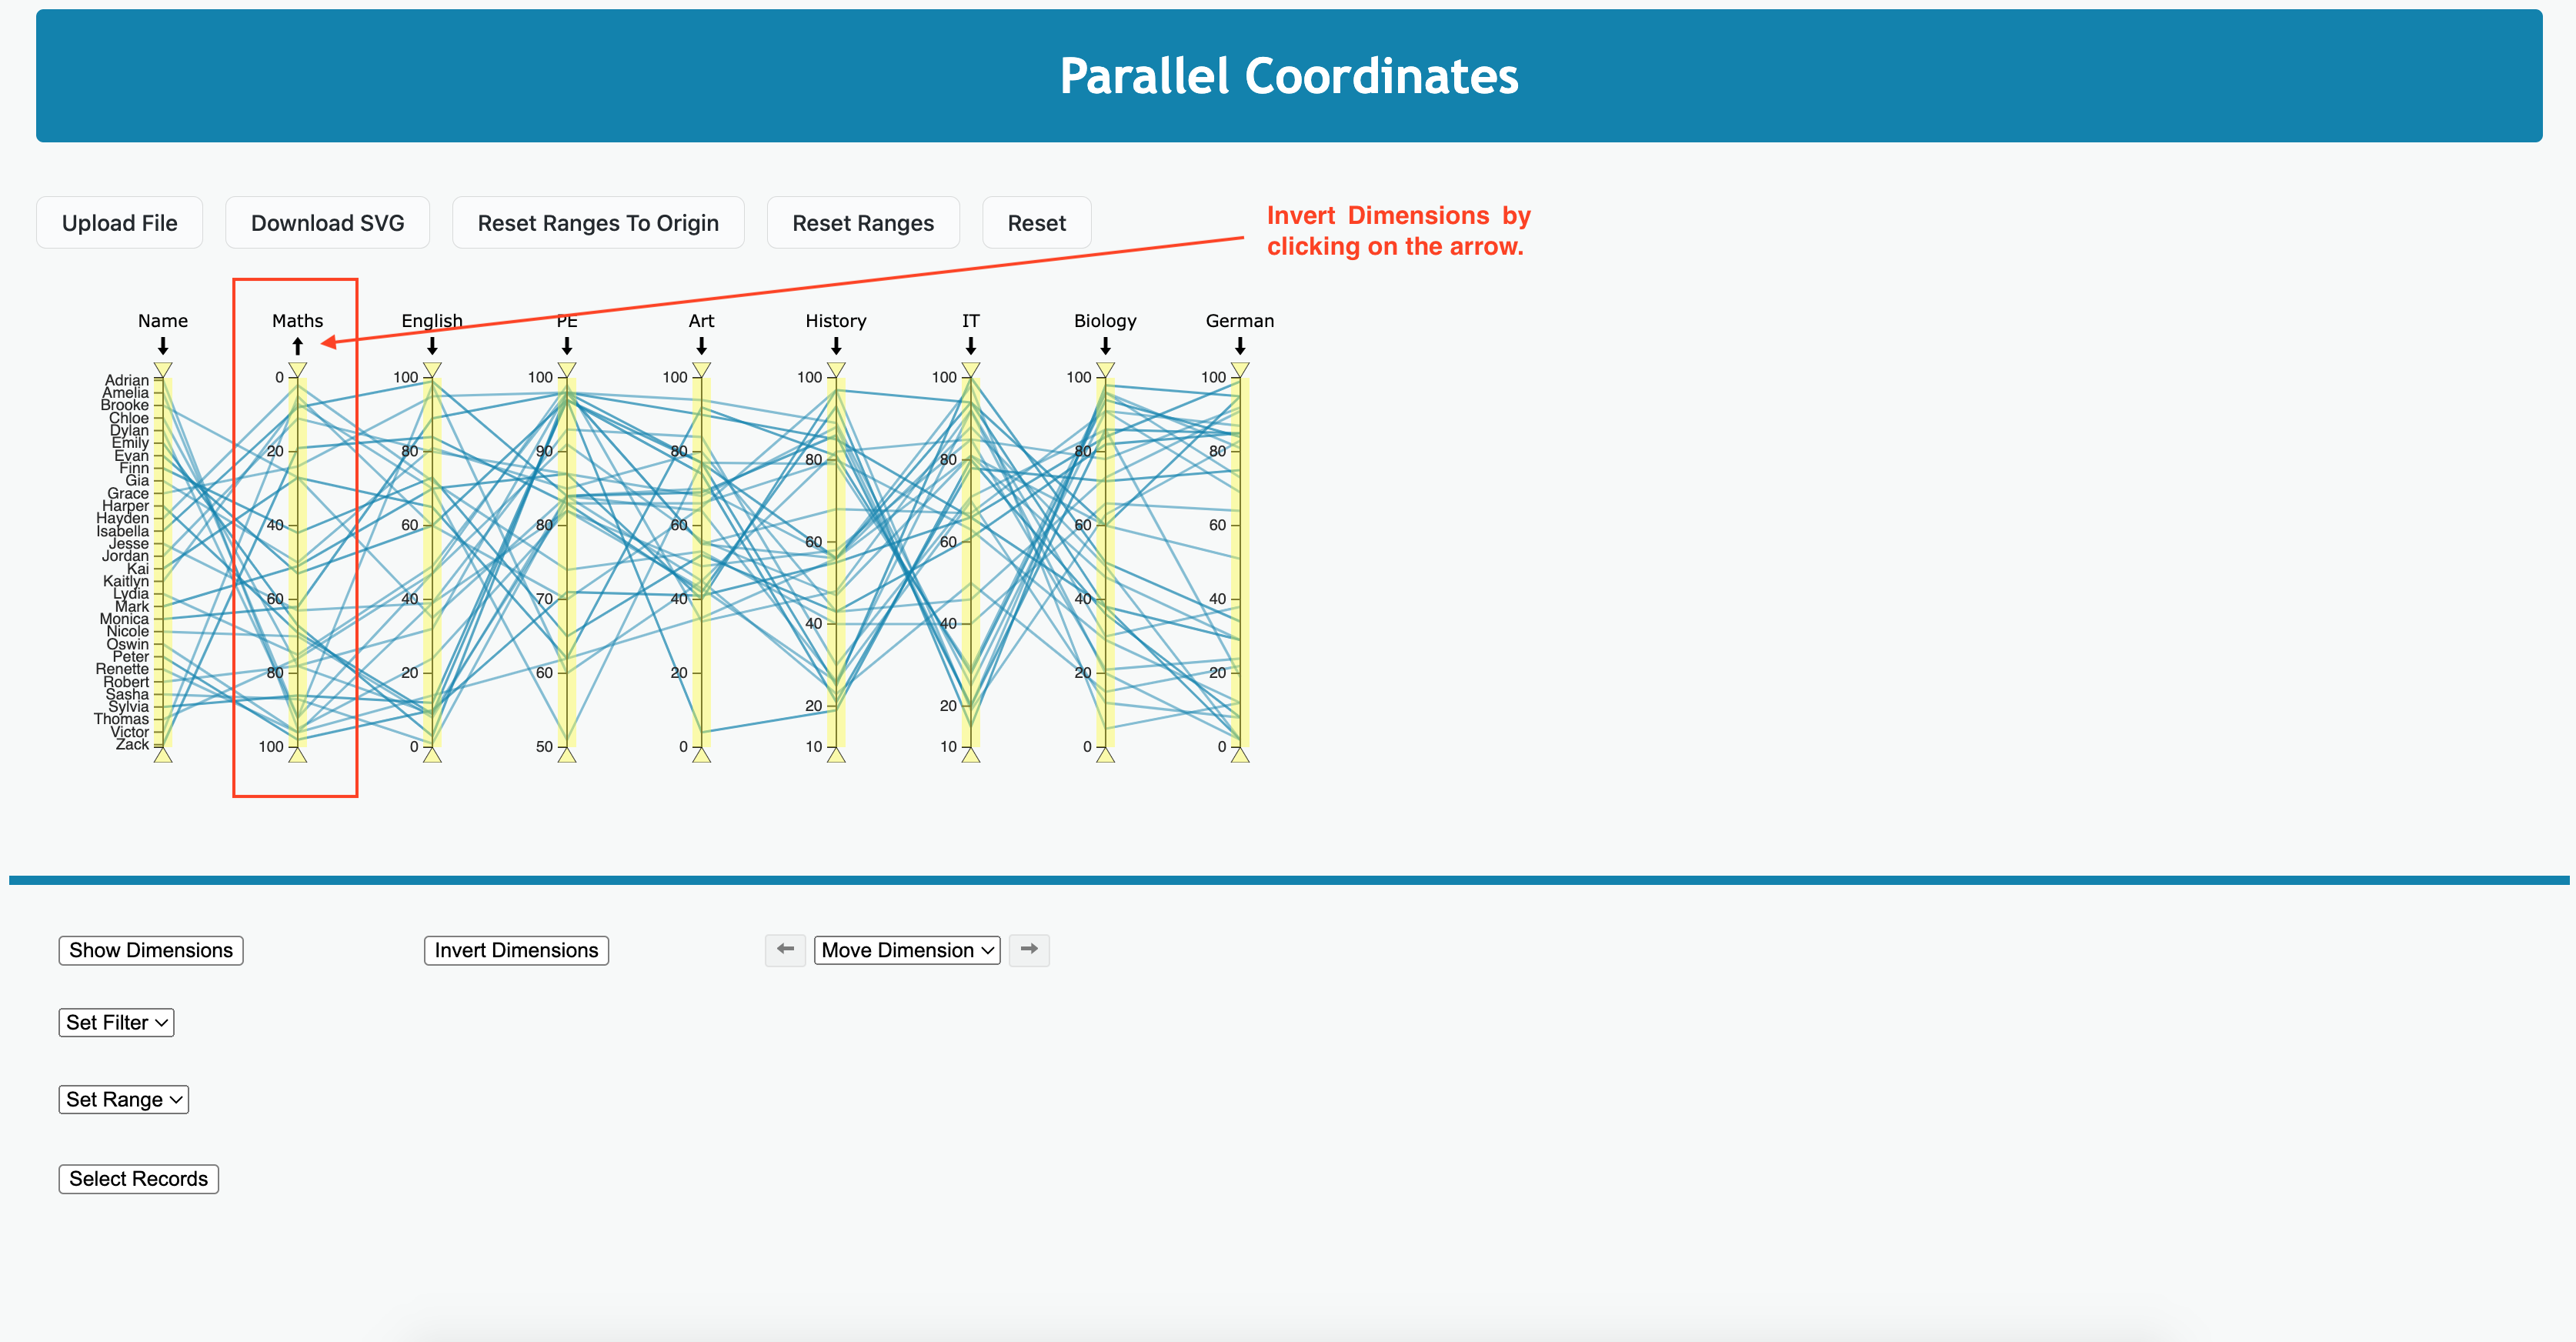 Parallel Coordinates
Upload File
Download SVG
Reset Ranges To Origin
Reset Ranges
Reset
Invert Dimensions by
clicking on the arrow.
Name
Maths
English
PE
Art
History
IT
Biology
German
Adrian
Amelia
Brooke
Chloe
Dylan
Emily
Evan
Finn
Gia
Grace
Harper
Hayden
Isabella
Jesse
Jordan
Kai
Kaitlyn
Lydia
Mark
Monica
Nicole
Oswin
Peter
Renette
Robert
Sasha
Sylvia
Thomas
Victor
Zack
0
20
40
60
80
100
100
80
60
40
20
0
100
90
80
70
60
50
100
80
60
40
20
0
100
80
60
40
20
10
100
80
60
40
20
10
100
80
60
40
20
0
100
80
60
40
20
0
Show Dimensions
Invert Dimensions
Move Dimension
Set Filter
Set Range
Select Records